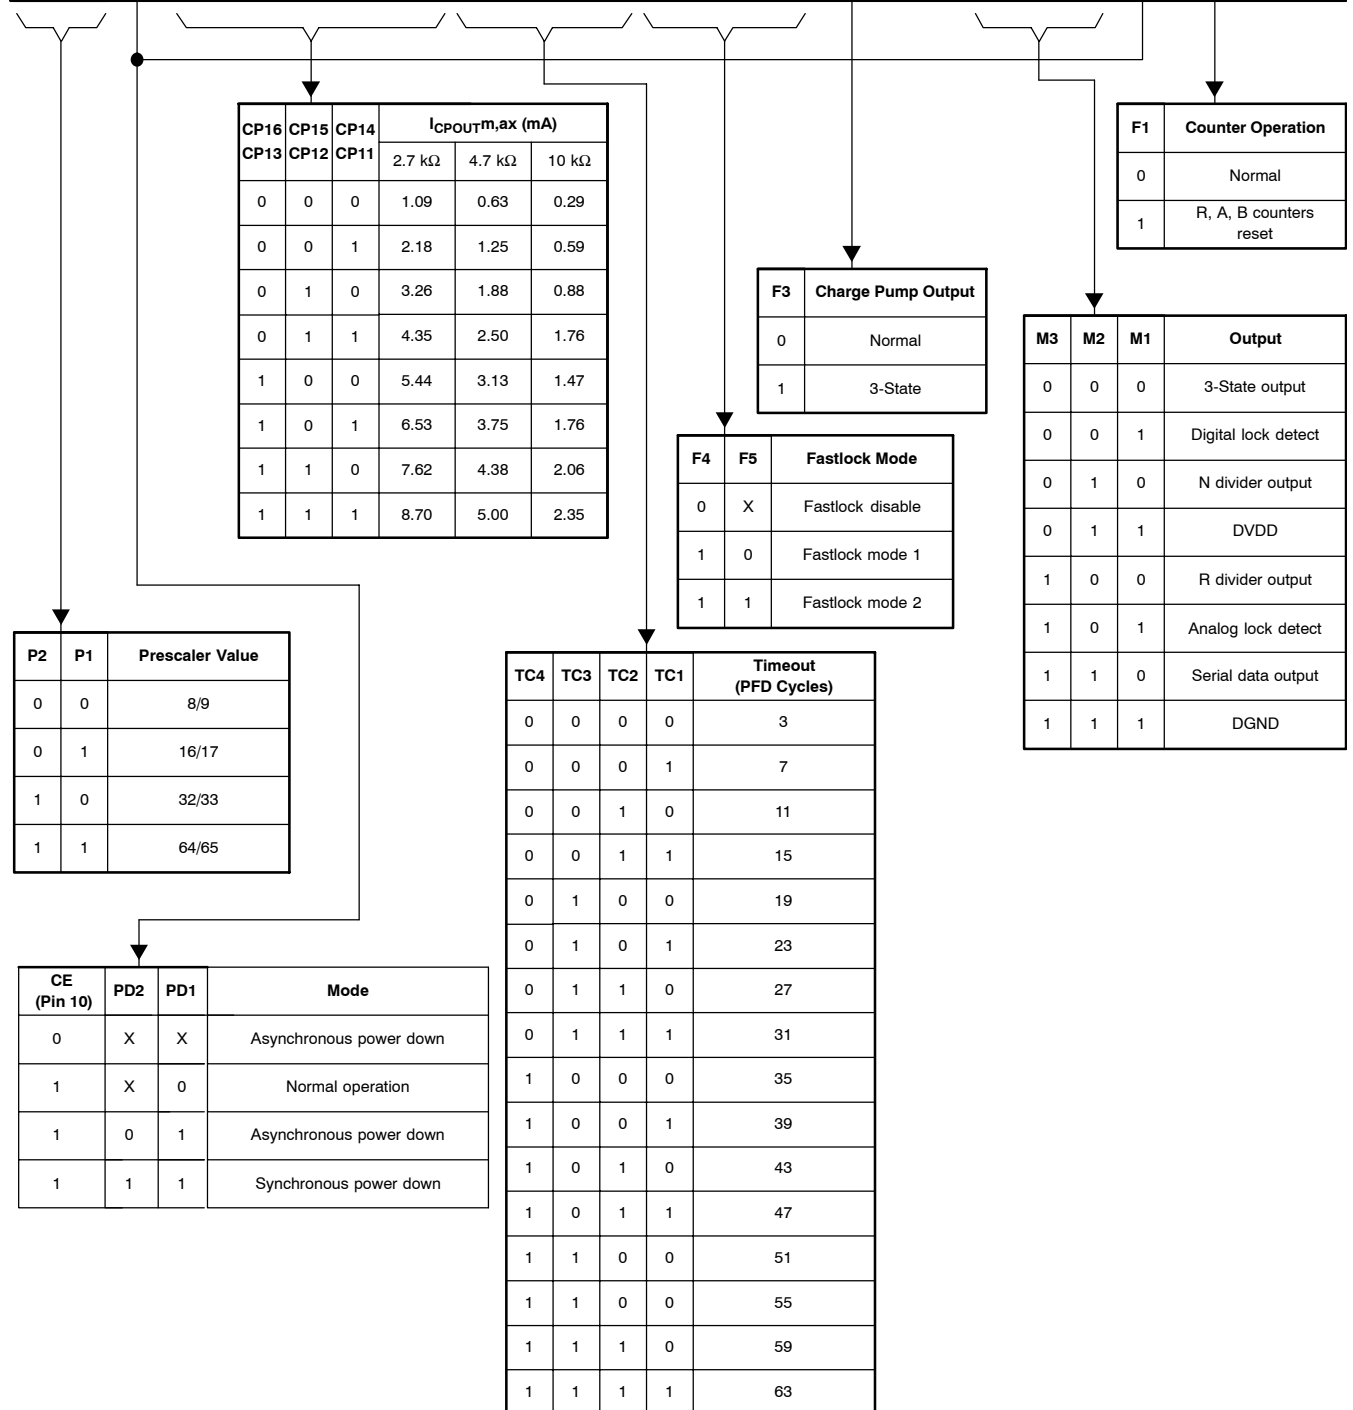 CP16 CP15 CP14 I_CPOUT m,ax (mA)
CP13 CP12 CP11 2.7 kΩ 4.7 kΩ 10 kΩ
0 0 0 1.09 0.63 0.29
0 0 1 2.18 1.25 0.59
0 1 0 3.26 1.88 0.88
0 1 1 4.35 2.50 1.76
1 0 0 5.44 3.13 1.47
1 0 1 6.53 3.75 1.76
1 1 0 7.62 4.38 2.06
1 1 1 8.70 5.00 2.35
F1 Counter Operation
0 Normal
1 R, A, B counters
reset
F3 Charge Pump Output
0 Normal
1 3-State
M3 M2 M1 Output
0 0 0 3-State output
0 0 1 Digital lock detect
0 1 0 N divider output
0 1 1 DVDD
1 0 0 R divider output
1 0 1 Analog lock detect
1 1 0 Serial data output
1 1 1 DGND
F4 F5 Fastlock Mode
0 X Fastlock disable
1 0 Fastlock mode 1
1 1 Fastlock mode 2
P2 P1 Prescaler Value
0 0 8/9
0 1 16/17
1 0 32/33
1 1 64/65
TC4 TC3 TC2 TC1 Timeout
(PFD Cycles)
0 0 0 0 3
0 0 0 1 7
0 0 1 0 11
0 0 1 1 15
0 1 0 0 19
0 1 0 1 23
0 1 1 0 27
0 1 1 1 31
1 0 0 0 35
1 0 0 1 39
1 0 1 0 43
1 0 1 1 47
1 1 0 0 51
1 1 0 0 55
1 1 1 0 59
1 1 1 1 63
CE
(Pin 10) PD2 PD1 Mode
0 X X Asynchronous power down
1 X 0 Normal operation
1 0 1 Asynchronous power down
1 1 1 Synchronous power down